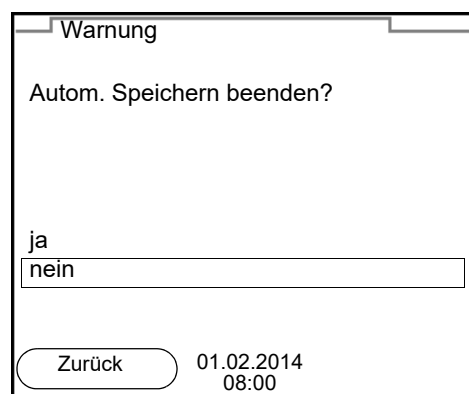 Warnung
Autom. Speichern beenden?
ja
nein
Zurück
01.02.2014
08:00